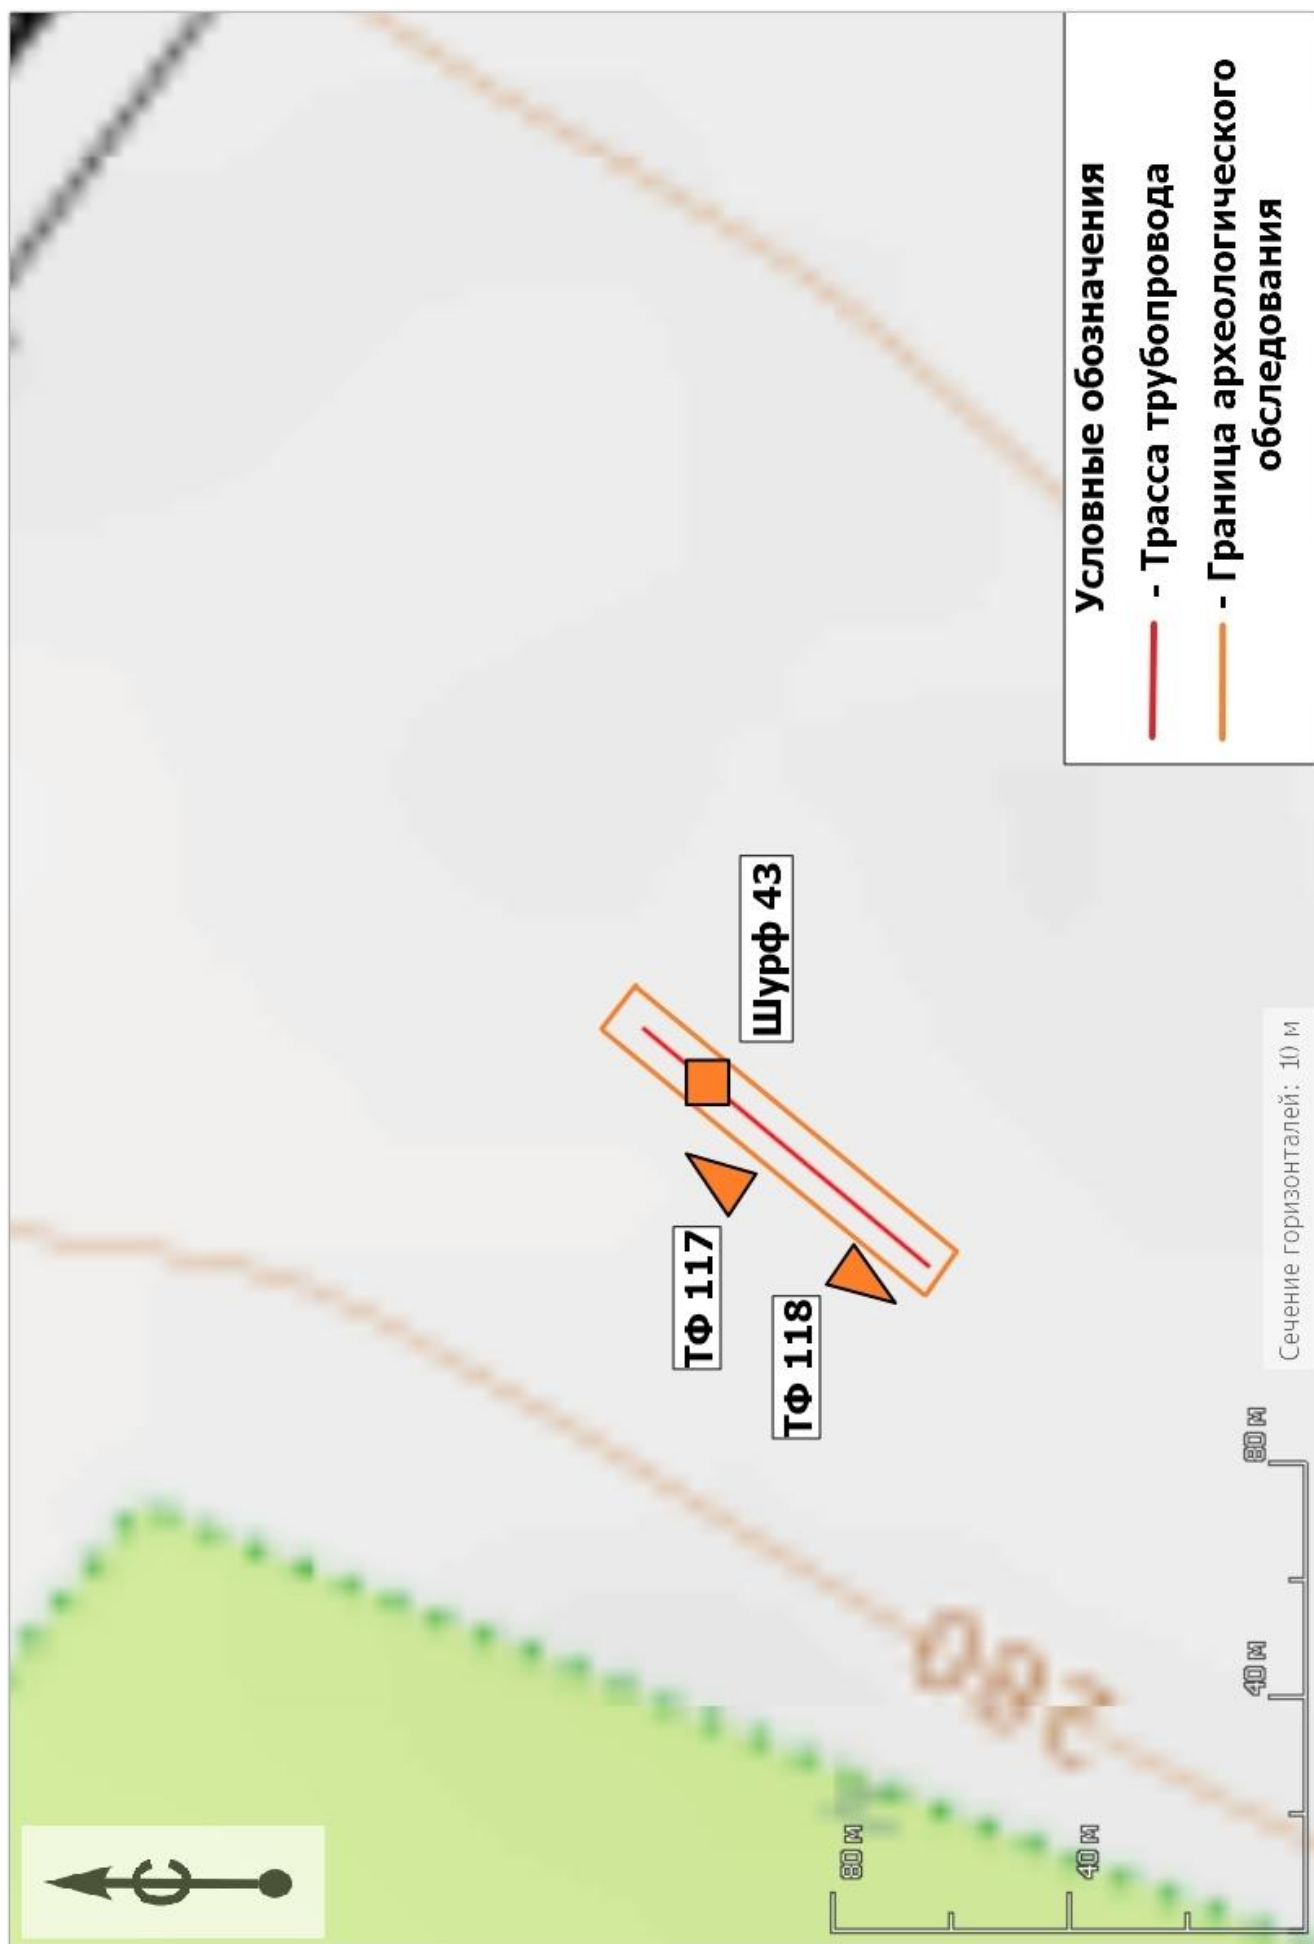 С
ТФ 117
Шурф 43
ТФ 118
280
80 м
40 м
40 м
80 м
Сечение горизонталей: 10 м
Условные обозначения
- Трасса трубопровода
- Граница археологического
обследования